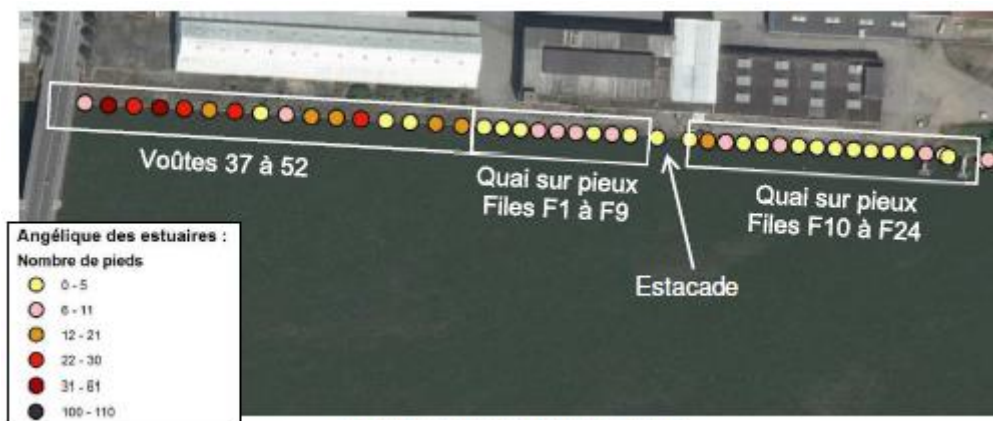 Voûtes 37 à 52
Quai sur pieux
Files F1 à F9
Quai sur pieux
Files F10 à F24
Estacade
Angélique des estuaires :
Nombre de pieds
0 - 5
6 - 11
12 - 21
22 - 30
31 - 61
100 - 110